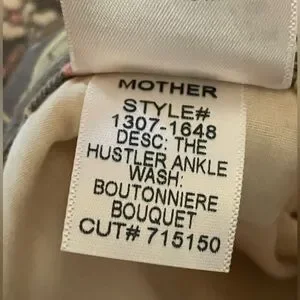 MOTHER
STYLE#
1307-1648
DESC: THE
HUSTLER ANKLE
WASH:
BOUTONNIERE
BOUQUET
CUT# 715150